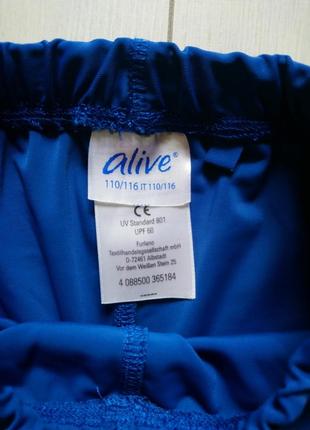 alive®
110/116 IT 110/116
CE
UV Standard 801
UPF 60
Furlano
Textilhandelsgesellschaft mbH
D-72461 Albstadt
Vor dem Weißen Stein 25
4 088500 365184